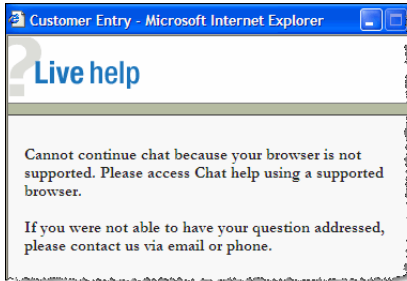 Customer Entry - Microsoft Internet Explorer
?
Live help
Cannot continue chat because your browser is not
supported. Please access Chat help using a supported
browser.
If you were not able to have your question addressed,
please contact us via email or phone.